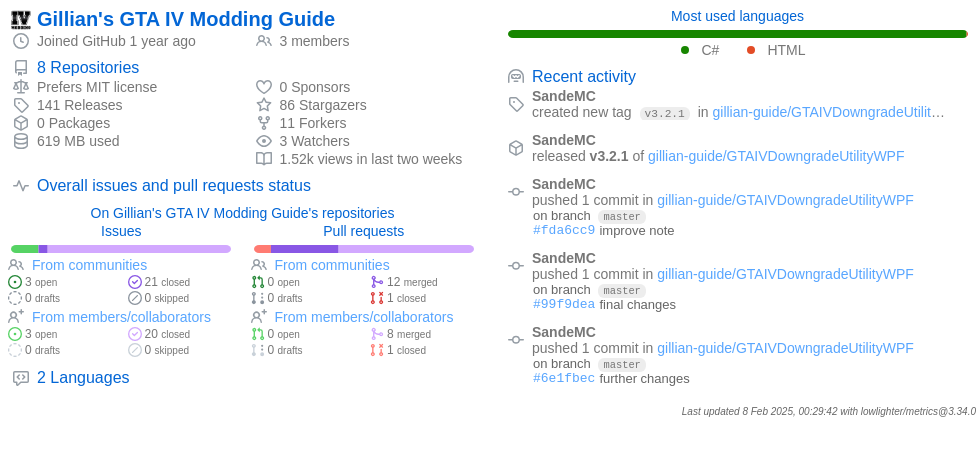 Gillian's GTA IV Modding Guide
Joined GitHub 1 year ago
3 members
8 Repositories
Prefers MIT license
0 Sponsors
141 Releases
86 Stargazers
0 Packages
11 Forkers
619 MB used
3 Watchers
1.52k views in last two weeks
Overall issues and pull requests status
On Gillian's GTA IV Modding Guide's repositories
Issues
Pull requests
From communities
From communities
3 open
21 closed
0 open
12 merged
0 drafts
0 skipped
0 drafts
1 closed
From members/collaborators
From members/collaborators
3 open
20 closed
0 open
8 merged
0 drafts
0 skipped
0 drafts
1 closed
2 Languages
Most used languages
C#
HTML
Recent activity
SandeMC
created new tag v3.2.1 in gillian-guide/GTAIVDowngradeUtilit…
SandeMC
released v3.2.1 of gillian-guide/GTAIVDowngradeUtilityWPF
SandeMC
pushed 1 commit in gillian-guide/GTAIVDowngradeUtilityWPF
on branch master
#fda6cc9 improve note
SandeMC
pushed 1 commit in gillian-guide/GTAIVDowngradeUtilityWPF
on branch master
#99f9dea final changes
SandeMC
pushed 1 commit in gillian-guide/GTAIVDowngradeUtilityWPF
on branch master
#6e1fbec further changes
Last updated 8 Feb 2025, 00:29:42 with lowlighter/metrics@3.34.0